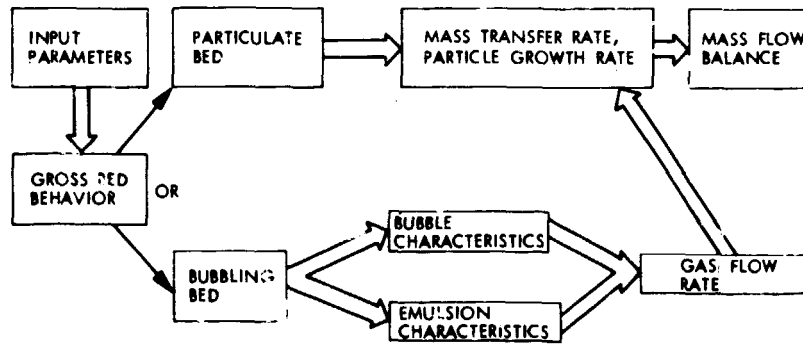 INPUT
PARAMETERS
PARTICULATE
BED
MASS TRANSFER RATE,
PARTICLE GROWTH RATE
MASS FLOW
BALANCE
GROSS BED
BEHAVIOR
OR
BUBBLING
BED
BUBBLE
CHARACTERISTICS
EMULSION
CHARACTERISTICS
GAS FLOW
RATE